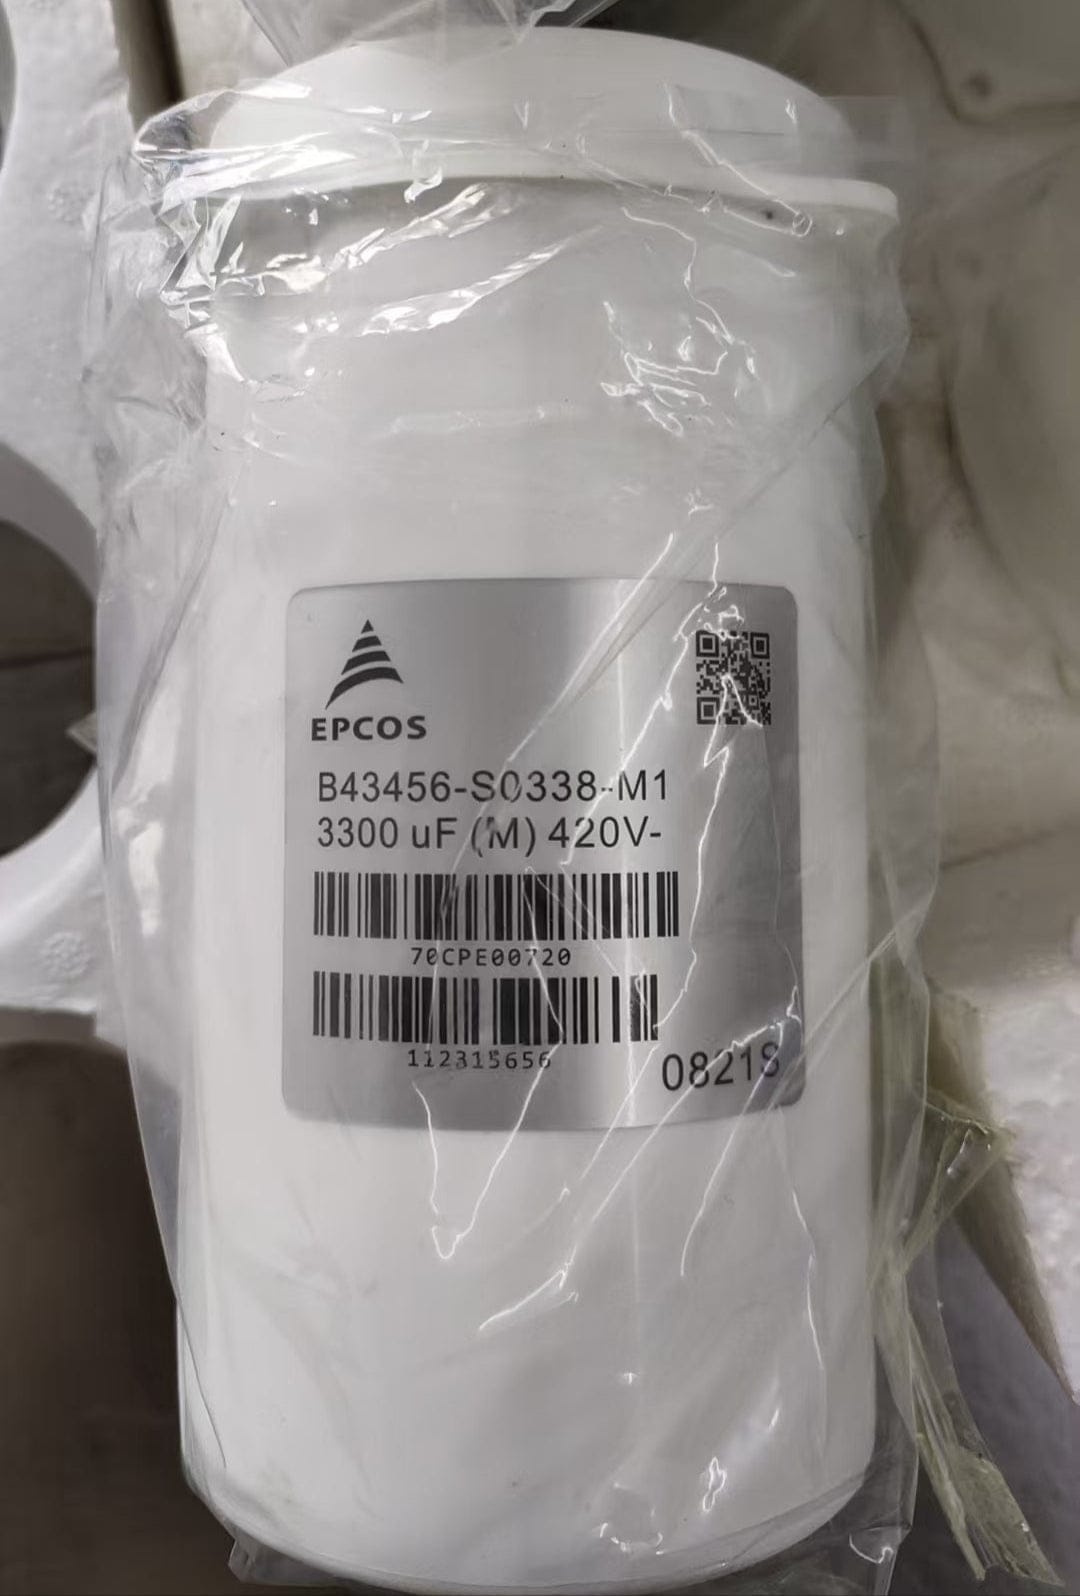 EPCOS
B43456-S0338-M1
3300 uF (M) 420V-
70CPE00720
112315656
0821S